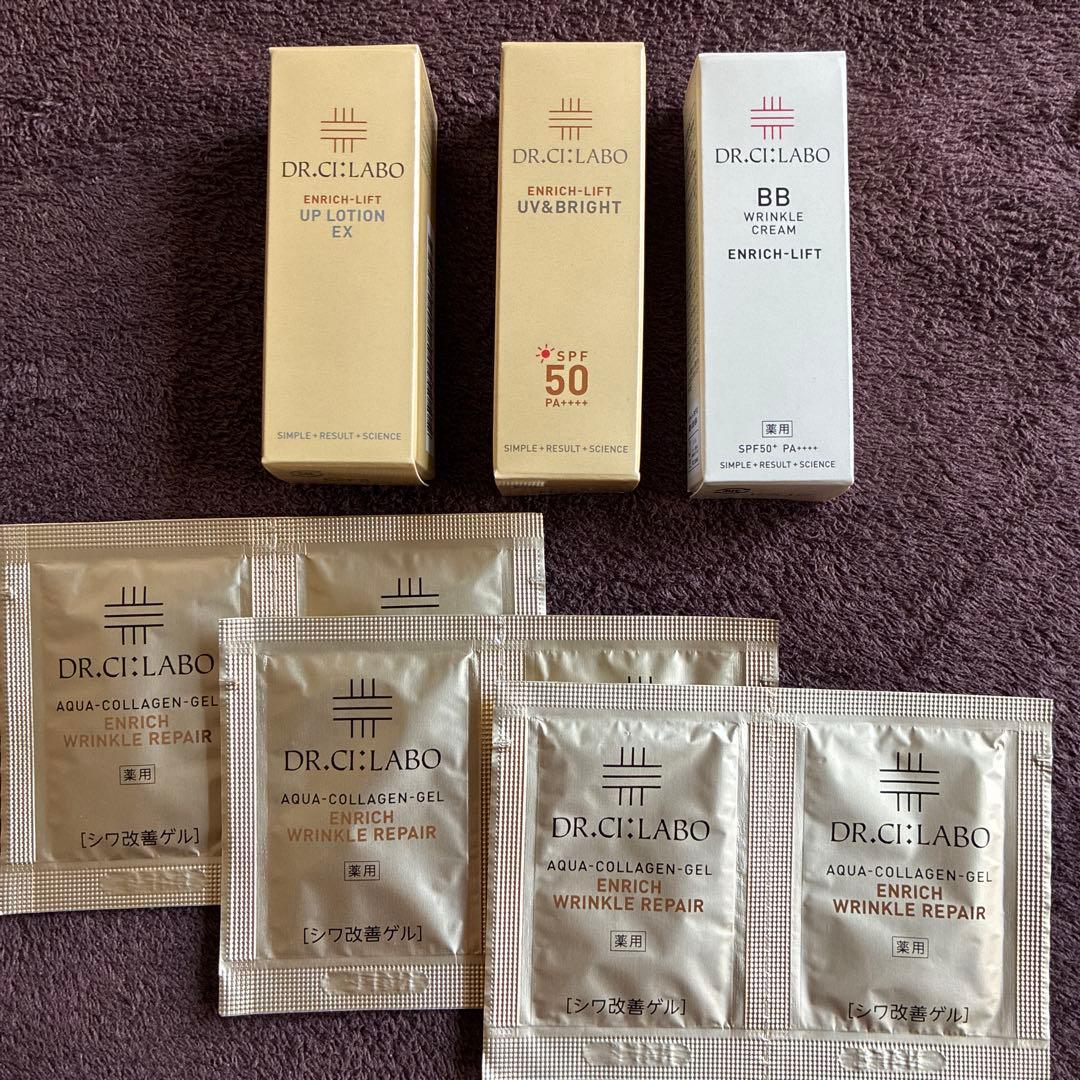 DR.CI:LABO
ENRICH-LIFT
UP LOTION
EX
SIMPLE+RESULT+SCIENCE
DR.CI:LABO
ENRICH-LIFT
UV&BRIGHT
SPF
50
PA++++
SIMPLE+RESULT+SCIENCE
DR.CI:LABO
BB
WRINKLE
CREAM
ENRICH-LIFT
薬用
SPF50+ PA++++
SIMPLE+RESULT+SCIENCE
DR.CI:LABO
AQUA-COLLAGEN-GEL
ENRICH
WRINKLE REPAIR
薬用
[シワ改善ゲル]
DR.CI:LABO
AQUA-COLLAGEN-GEL
ENRICH
WRINKLE REPAIR
薬用
[シワ改善ゲル]
DR.CI:LABO
AQUA-COLLAGEN-GEL
ENRICH
WRINKLE REPAIR
薬用
[シワ改善ゲル]
DR.CI:LABO
AQUA-COLLAGEN-GEL
ENRICH
WRINKLE REPAIR
薬用
[シワ改善ゲル]